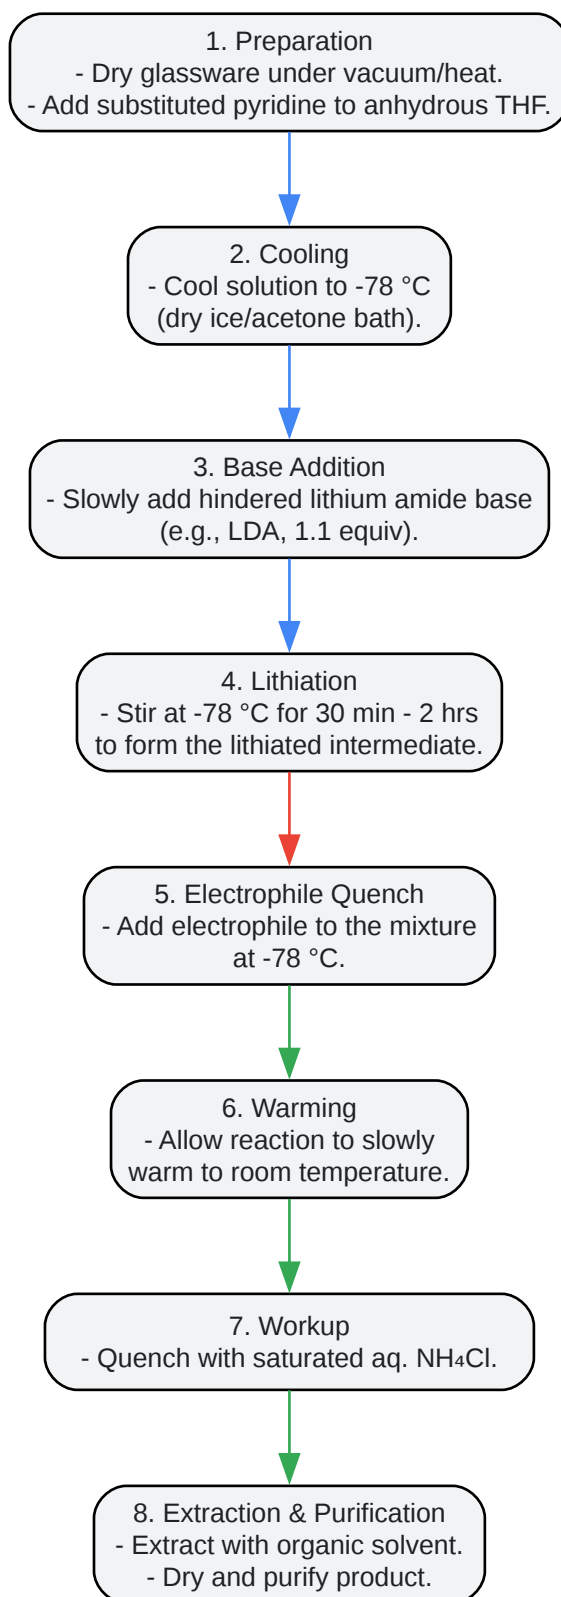 1. Preparation
- Dry glassware under vacuum/heat.
- Add substituted pyridine to anhydrous THF.
2. Cooling
- Cool solution to -78 °C
(dry ice/acetone bath).
3. Base Addition
- Slowly add hindered lithium amide base
(e.g., LDA, 1.1 equiv).
4. Lithiation
- Stir at -78 °C for 30 min - 2 hrs
to form the lithiated intermediate.
5. Electrophile Quench
- Add electrophile to the mixture
at -78 °C.
6. Warming
- Allow reaction to slowly
warm to room temperature.
7. Workup
- Quench with saturated aq. NH₄Cl.
8. Extraction & Purification
- Extract with organic solvent.
- Dry and purify product.